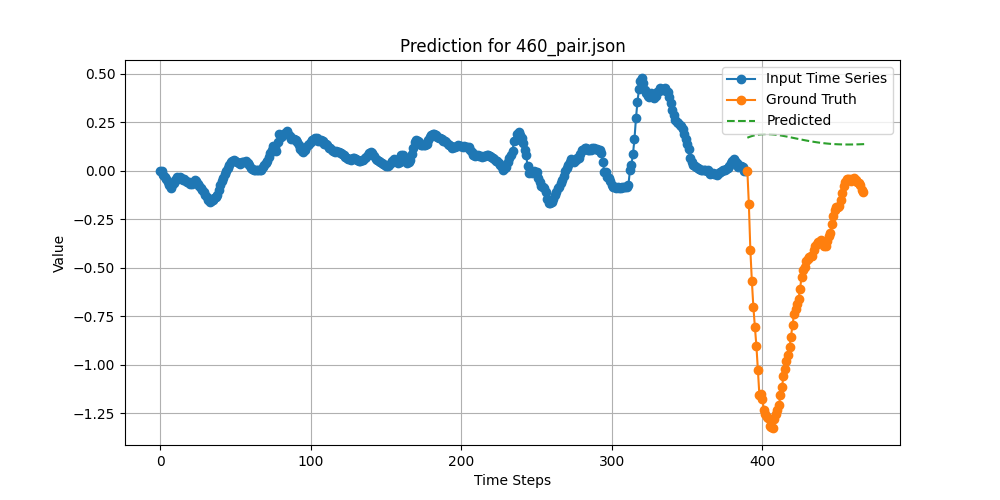 Prediction for 460_pair.json
Input Time Series
Ground Truth
Predicted
0.50
0.25
0.00
−0.25
−0.50
−0.75
−1.00
−1.25
Value
0 100 200 300 400
Time Steps